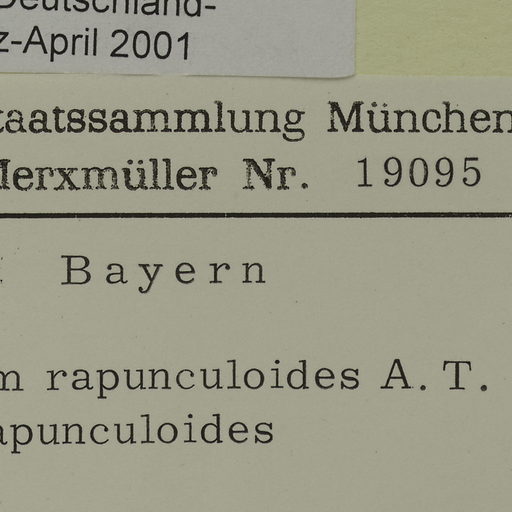 Deutschland-
z-April 2001
taatssammlung München
Merxmüller Nr. 19095
Bayern
m rapunculoides A.T.
apunculoides